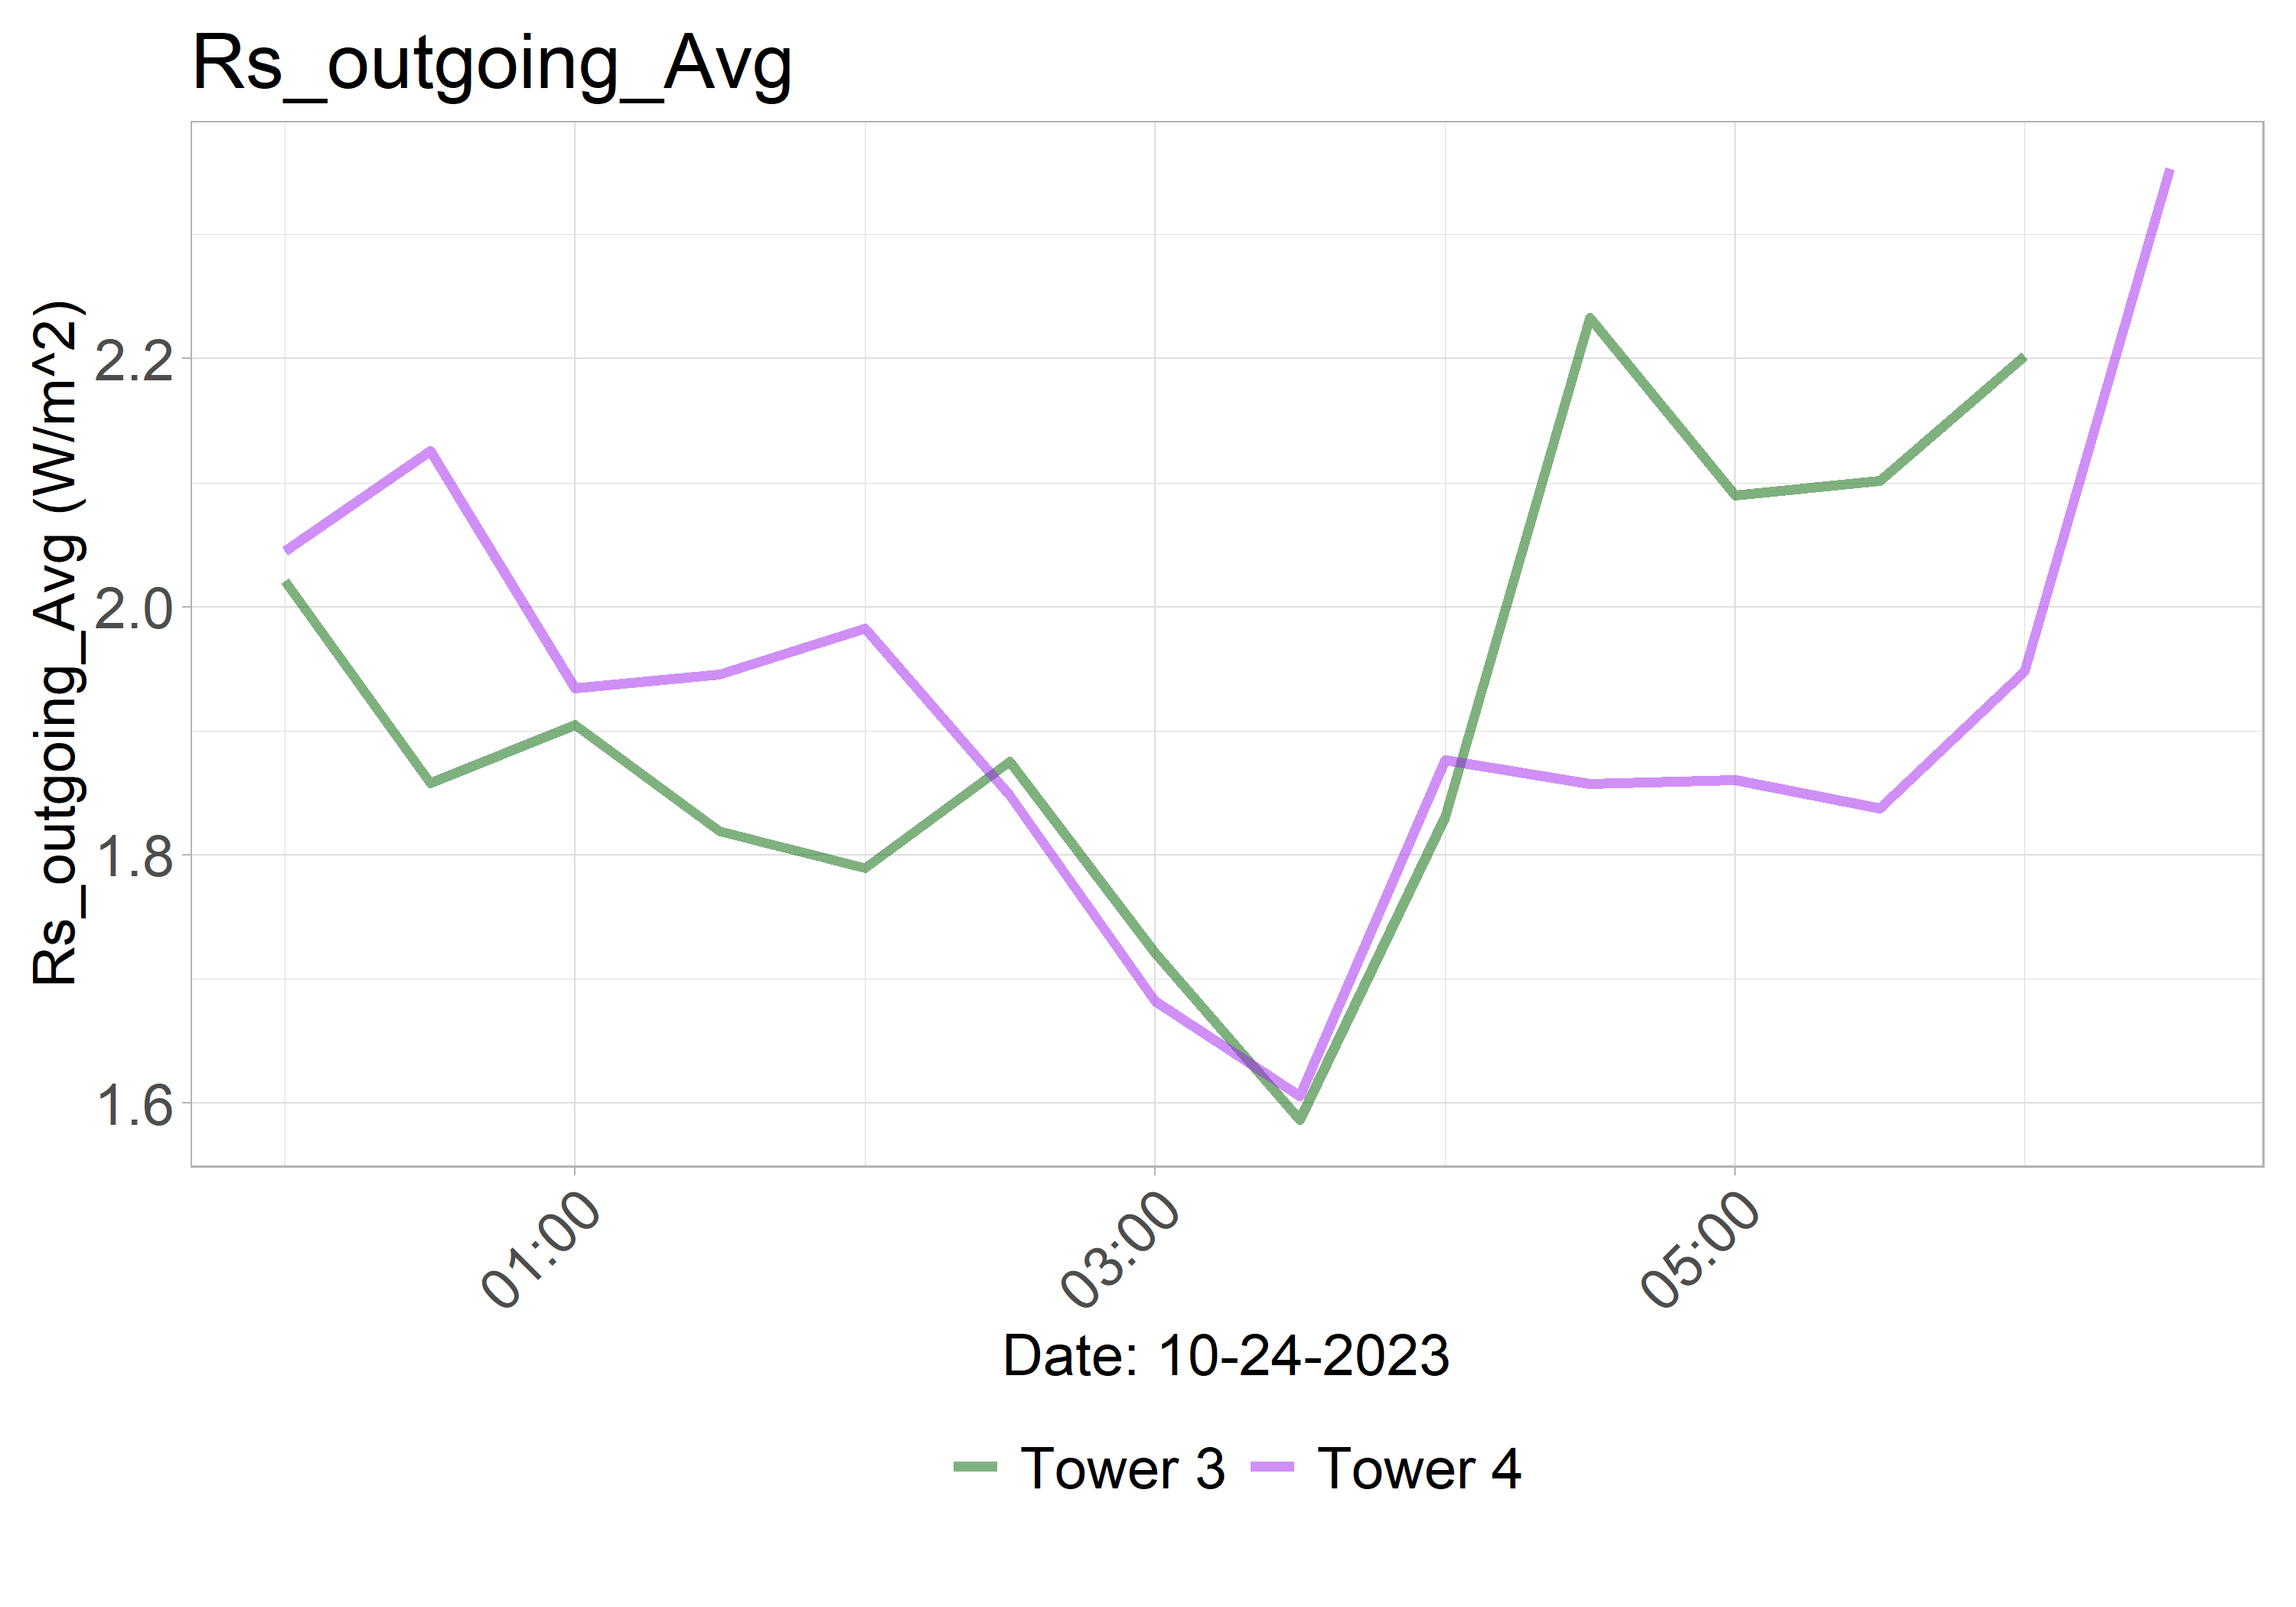 Rs_outgoing_Avg
Rs_outgoing_Avg (W/m^2)
2.2
2.0
1.8
1.6
01:00
03:00
05:00
Date: 10-24-2023
Tower 3
Tower 4